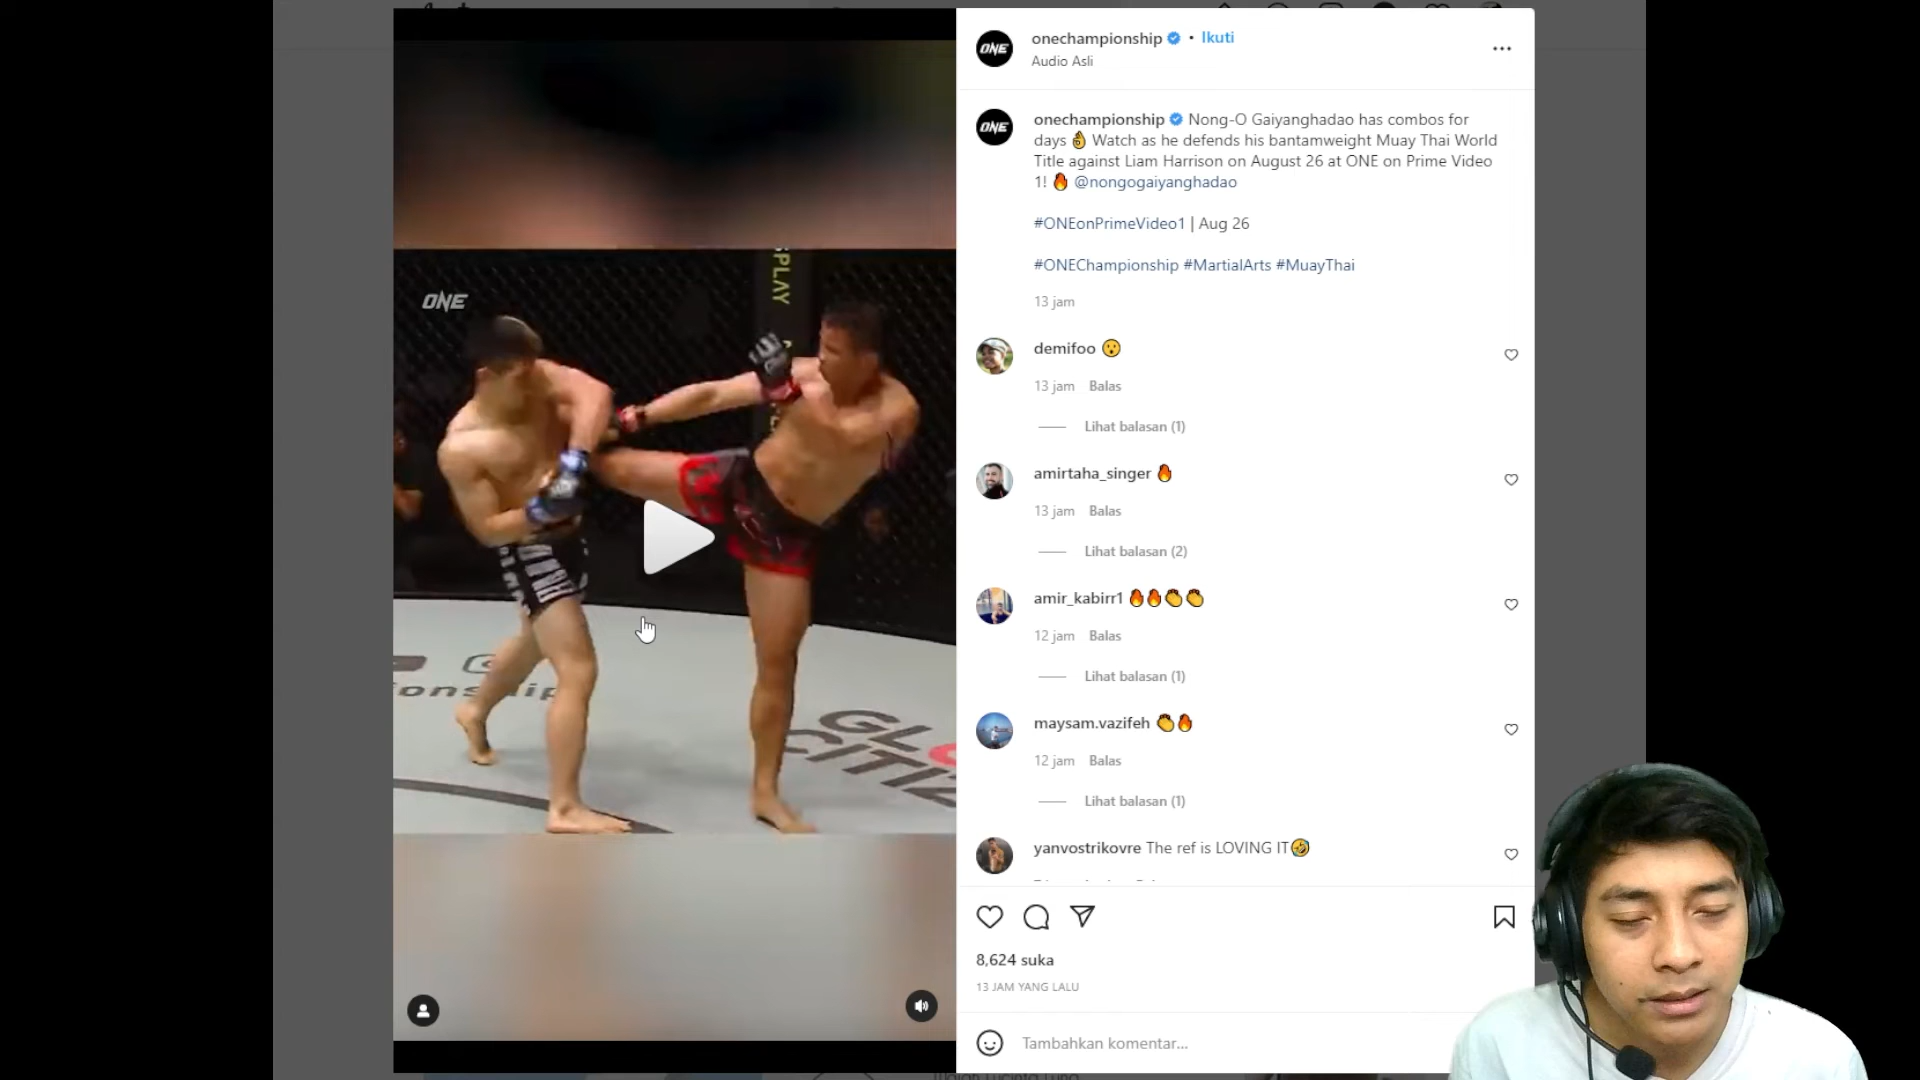 onechampionship • Ikuti
Audio Asli
onechampionship Nong-O Gaiyanghadao has combos for
days👌 Watch as he defends his bantamweight Muay Thai World
Title against Liam Harrison on August 26 at ONE on Prime Video
1! 🔥 @nongogaiyanghadao
#ONEonPrimeVideo1 | Aug 26
#ONEChampionship #MartialArts #MuayThai
13 jam
demifoo 😯
13 jam Balas
Lihat balasan (1)
amirtaha_singer 🔥
13 jam Balas
Lihat balasan (2)
amir_kabirr1 🔥🔥👏👏
12 jam Balas
Lihat balasan (1)
maysam.vazifeh 👏🔥
12 jam Balas
Lihat balasan (1)
yanvostrikovre The ref is LOVING IT🤣
8,624 suka
13 JAM YANG LALU
Tambahkan komentar...
ONE
ONE
ONE
SPLAY